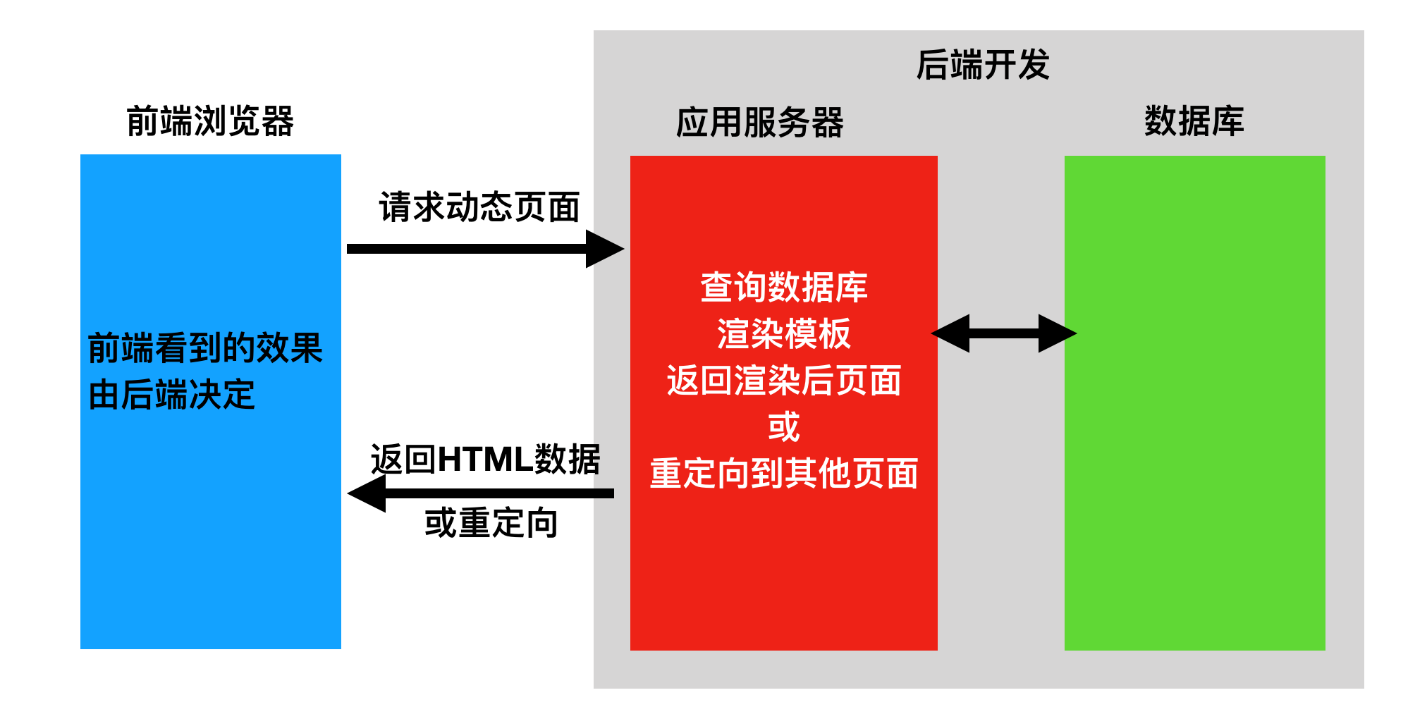 后端开发
前端浏览器
应用服务器
数据库
请求动态页面
前端看到的效果
由后端决定
查询数据库
渲染模板
返回渲染后页面
或
重定向到其他页面
返回HTML数据
或重定向